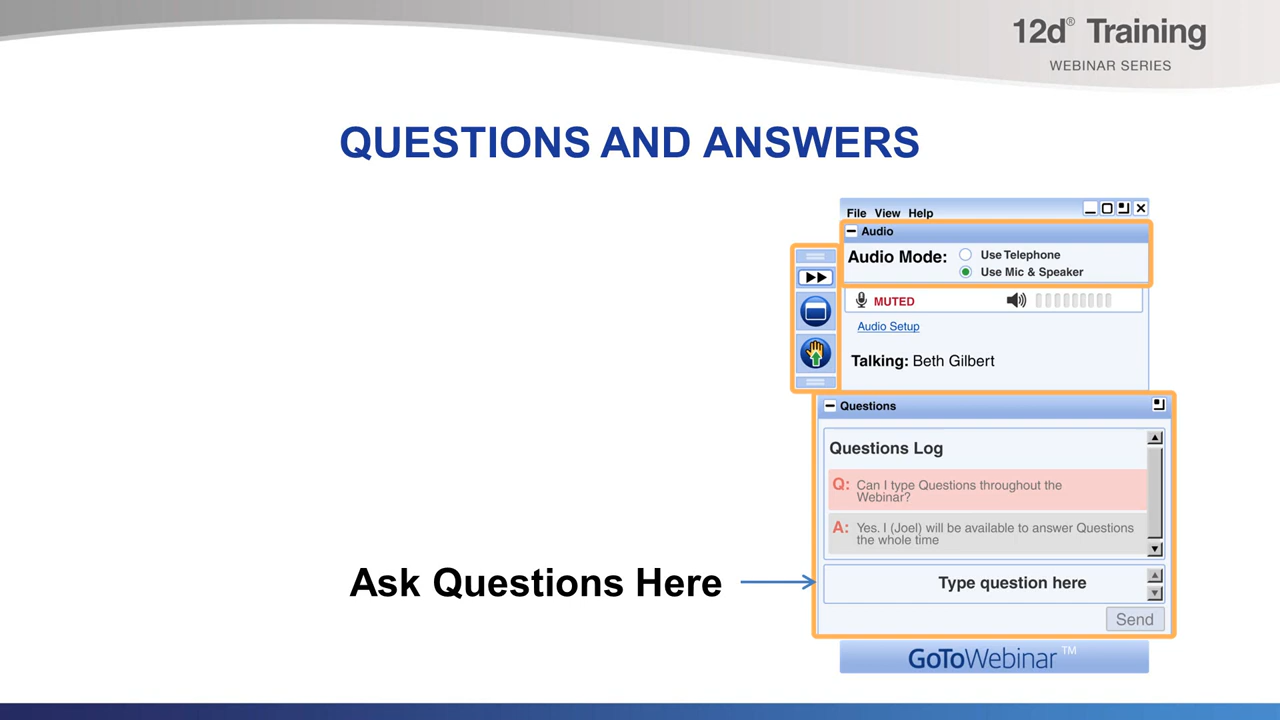 12d® Training
WEBINAR SERIES
QUESTIONS AND ANSWERS
File View Help
Audio
Audio Mode:
Use Telephone
Use Mic & Speaker
MUTED
Audio Setup
Talking: Beth Gilbert
Questions
Questions Log
Q: Can I type Questions throughout the
Webinar?
A: Yes. I (Joel) will be available to answer Questions
the whole time
Ask Questions Here
Type question here
Send
GoToWebinar™